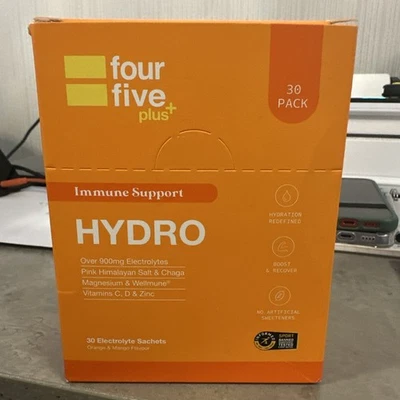 four
five
plus+
30
PACK
Immune Support
HYDRO
HYDRATION
REDEFINED
Over 900mg Electrolytes
Pink Himalayan Salt & Chaga
Magnesium & Wellmune®
Vitamins C, D & Zinc
BOOST
& RECOVER
NO ARTIFICIAL
SWEETENERS
30 Electrolyte Sachets
Orange & Mango Flavour
SPORT